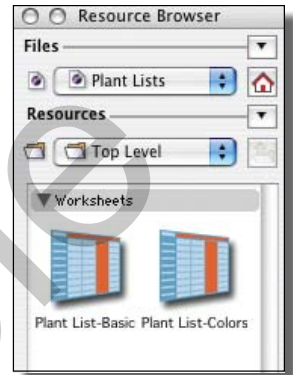 Resource Browser
Files
Plant Lists
Resources
Top Level
Worksheets
Plant List-Basic Plant List-Colors